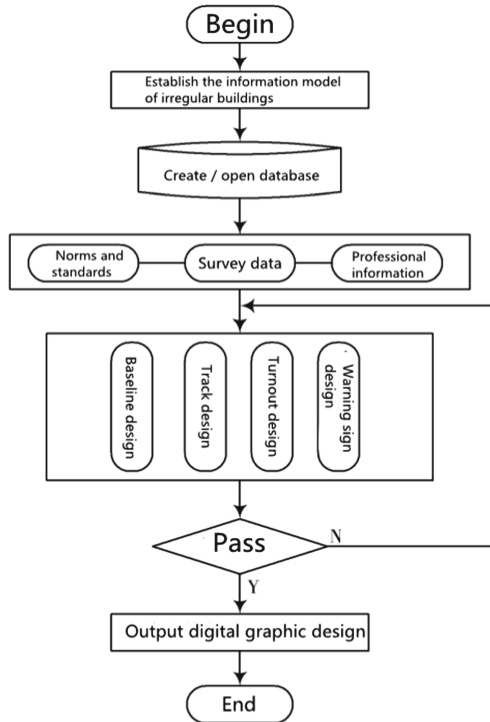 Begin
Establish the information model
of irregular buildings
Create / open database
Norms and
standards
Survey data
Professional
information
Baseline design
Track design
Turnout design
Warning sign
design
Pass
N
Y
Output digital graphic design
End